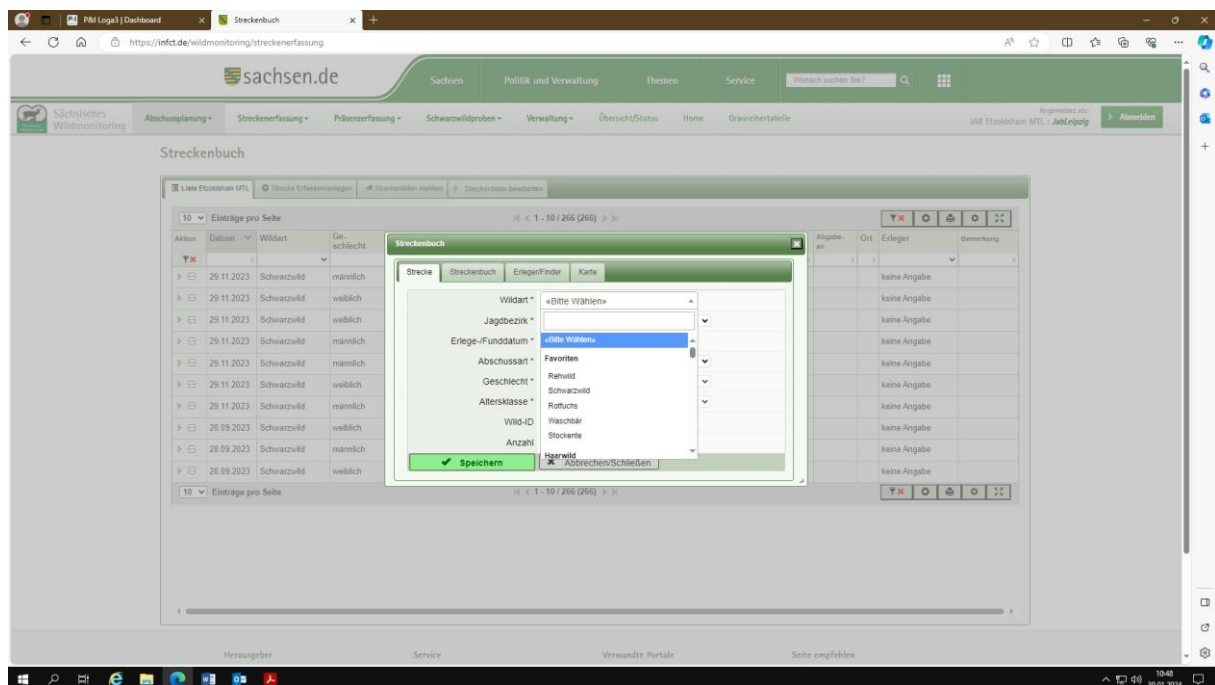 P&I Loga3 | Dashboard
Streckenbuch
https://infct.de/wildmonitoring/streckenerfassung
sachsen.de
Sachsen
Politik und Verwaltung
Themen
Service
Wonach suchen Sie?
Sächsisches
Wildmonitoring
Abschussplanung
Streckenerfassung
Präsenzerfassung
Schwarzwildproben
Verwaltung
Übersicht/Status
Home
Graureihertabelle
Angemeldet als:
JAB Etzoldshain MTL : JobLeipzig
Abmelden
Streckenbuch
Liste Etzoldshain MTL
Strecke Erfassen/anlegen
Streckenlisten melden
Streckenlisten bearbeiten
10 Einträge pro Seite
1 - 10 / 266 (266)
Aktion Datum Wildart Ge-schlecht
Abgabe-an Ort Erleger Bemerkung
29.11.2023 Schwarzwild männlich keine Angabe
29.11.2023 Schwarzwild weiblich keine Angabe
29.11.2023 Schwarzwild weiblich keine Angabe
29.11.2023 Schwarzwild männlich keine Angabe
29.11.2023 Schwarzwild männlich keine Angabe
29.11.2023 Schwarzwild weiblich keine Angabe
29.11.2023 Schwarzwild männlich keine Angabe
28.09.2023 Schwarzwild weiblich keine Angabe
28.09.2023 Schwarzwild männlich keine Angabe
28.09.2023 Schwarzwild weiblich keine Angabe
10 Einträge pro Seite
1 - 10 / 266 (266)
Streckenbuch
Strecke
Streckenbuch
Erleger/Finder
Karte
Wildart * «Bitte Wählen»
Jagdbezirk *
Erlege-/Funddatum * «Bitte Wählen»
Abschussart * Favoriten
Rehwild
Geschlecht *
Schwarzwild
Altersklasse * Rotfuchs
Wild-ID Waschbär
Stockente
Anzahl
Haarwild
Speichern
Abbrechen/Schließen
Herausgeber
Service
Verwandte Portale
Seite empfehlen
10:48
30.01.2024